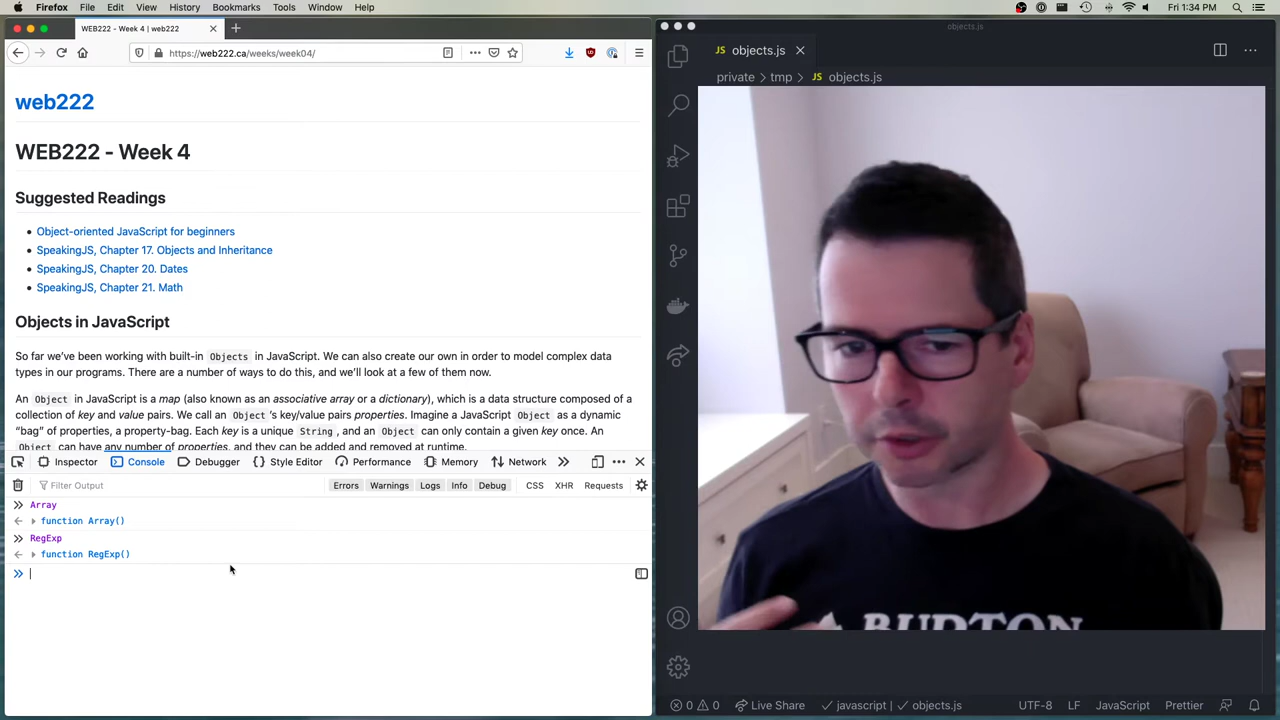 Firefox File Edit View History Bookmarks Tools Window Help
Fri 1:34 PM
WEB222 - Week 4 | web222
https://web222.ca/weeks/week04/
web222
WEB222 - Week 4
Suggested Readings
Object-oriented JavaScript for beginners
SpeakingJS, Chapter 17. Objects and Inheritance
SpeakingJS, Chapter 20. Dates
SpeakingJS, Chapter 21. Math
Objects in JavaScript
So far we've been working with built-in Objects in JavaScript. We can also create our own in order to model complex data
types in our programs. There are a number of ways to do this, and we'll look at a few of them now.
An Object in JavaScript is a map (also known as an associative array or a dictionary), which is a data structure composed of a
collection of key and value pairs. We call an Object 's key/value pairs properties. Imagine a JavaScript Object as a dynamic
"bag" of properties, a property-bag. Each key is a unique String , and an Object can only contain a given key once. An
Object can have any number of properties, and they can be added and removed at runtime.
Inspector Console Debugger Style Editor Performance Memory Network
Filter Output
Errors Warnings Logs Info Debug CSS XHR Requests
Array
function Array()
RegExp
function RegExp()
objects.js
JS objects.js
private > tmp > JS objects.js
BURTON
0 0 Live Share javascript | objects.js UTF-8 LF JavaScript Prettier